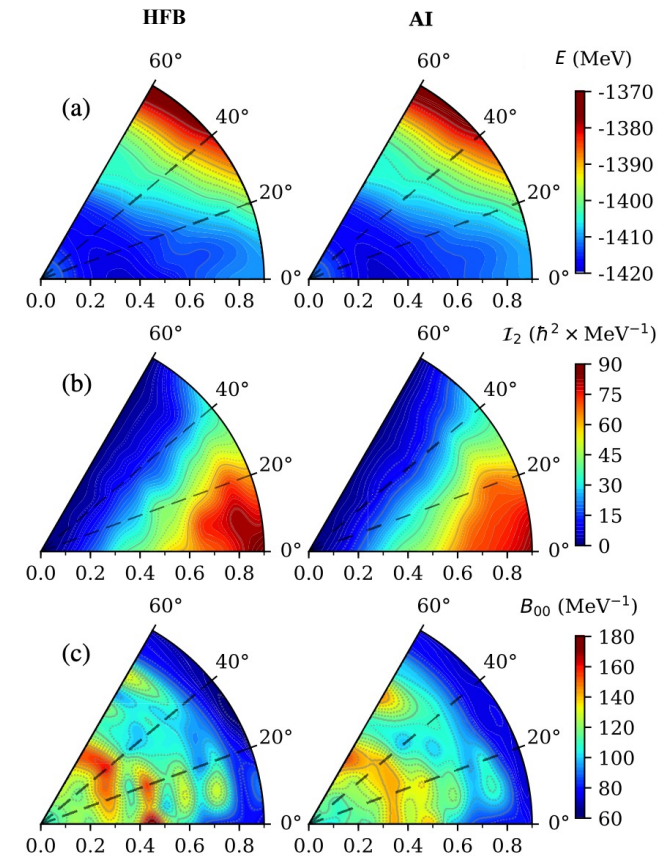 HFB AI
E (MeV)
(a) 60° 40° 20° 0°
0.0 0.2 0.4 0.6 0.8
60° 40° 20° 0°
0.0 0.2 0.4 0.6 0.8
-1370
-1380
-1390
-1400
-1410
-1420
(b) 60° 40° 20° 0°
0.0 0.2 0.4 0.6 0.8
60° 40° 20° 0°
0.0 0.2 0.4 0.6 0.8
I₂ (ℏ² × MeV⁻¹)
90
75
60
45
30
15
0
(c) 60° 40° 20° 0°
0.0 0.2 0.4 0.6 0.8
60° 40° 20° 0°
0.0 0.2 0.4 0.6 0.8
B₀₀ (MeV⁻¹)
180
160
140
120
100
80
60